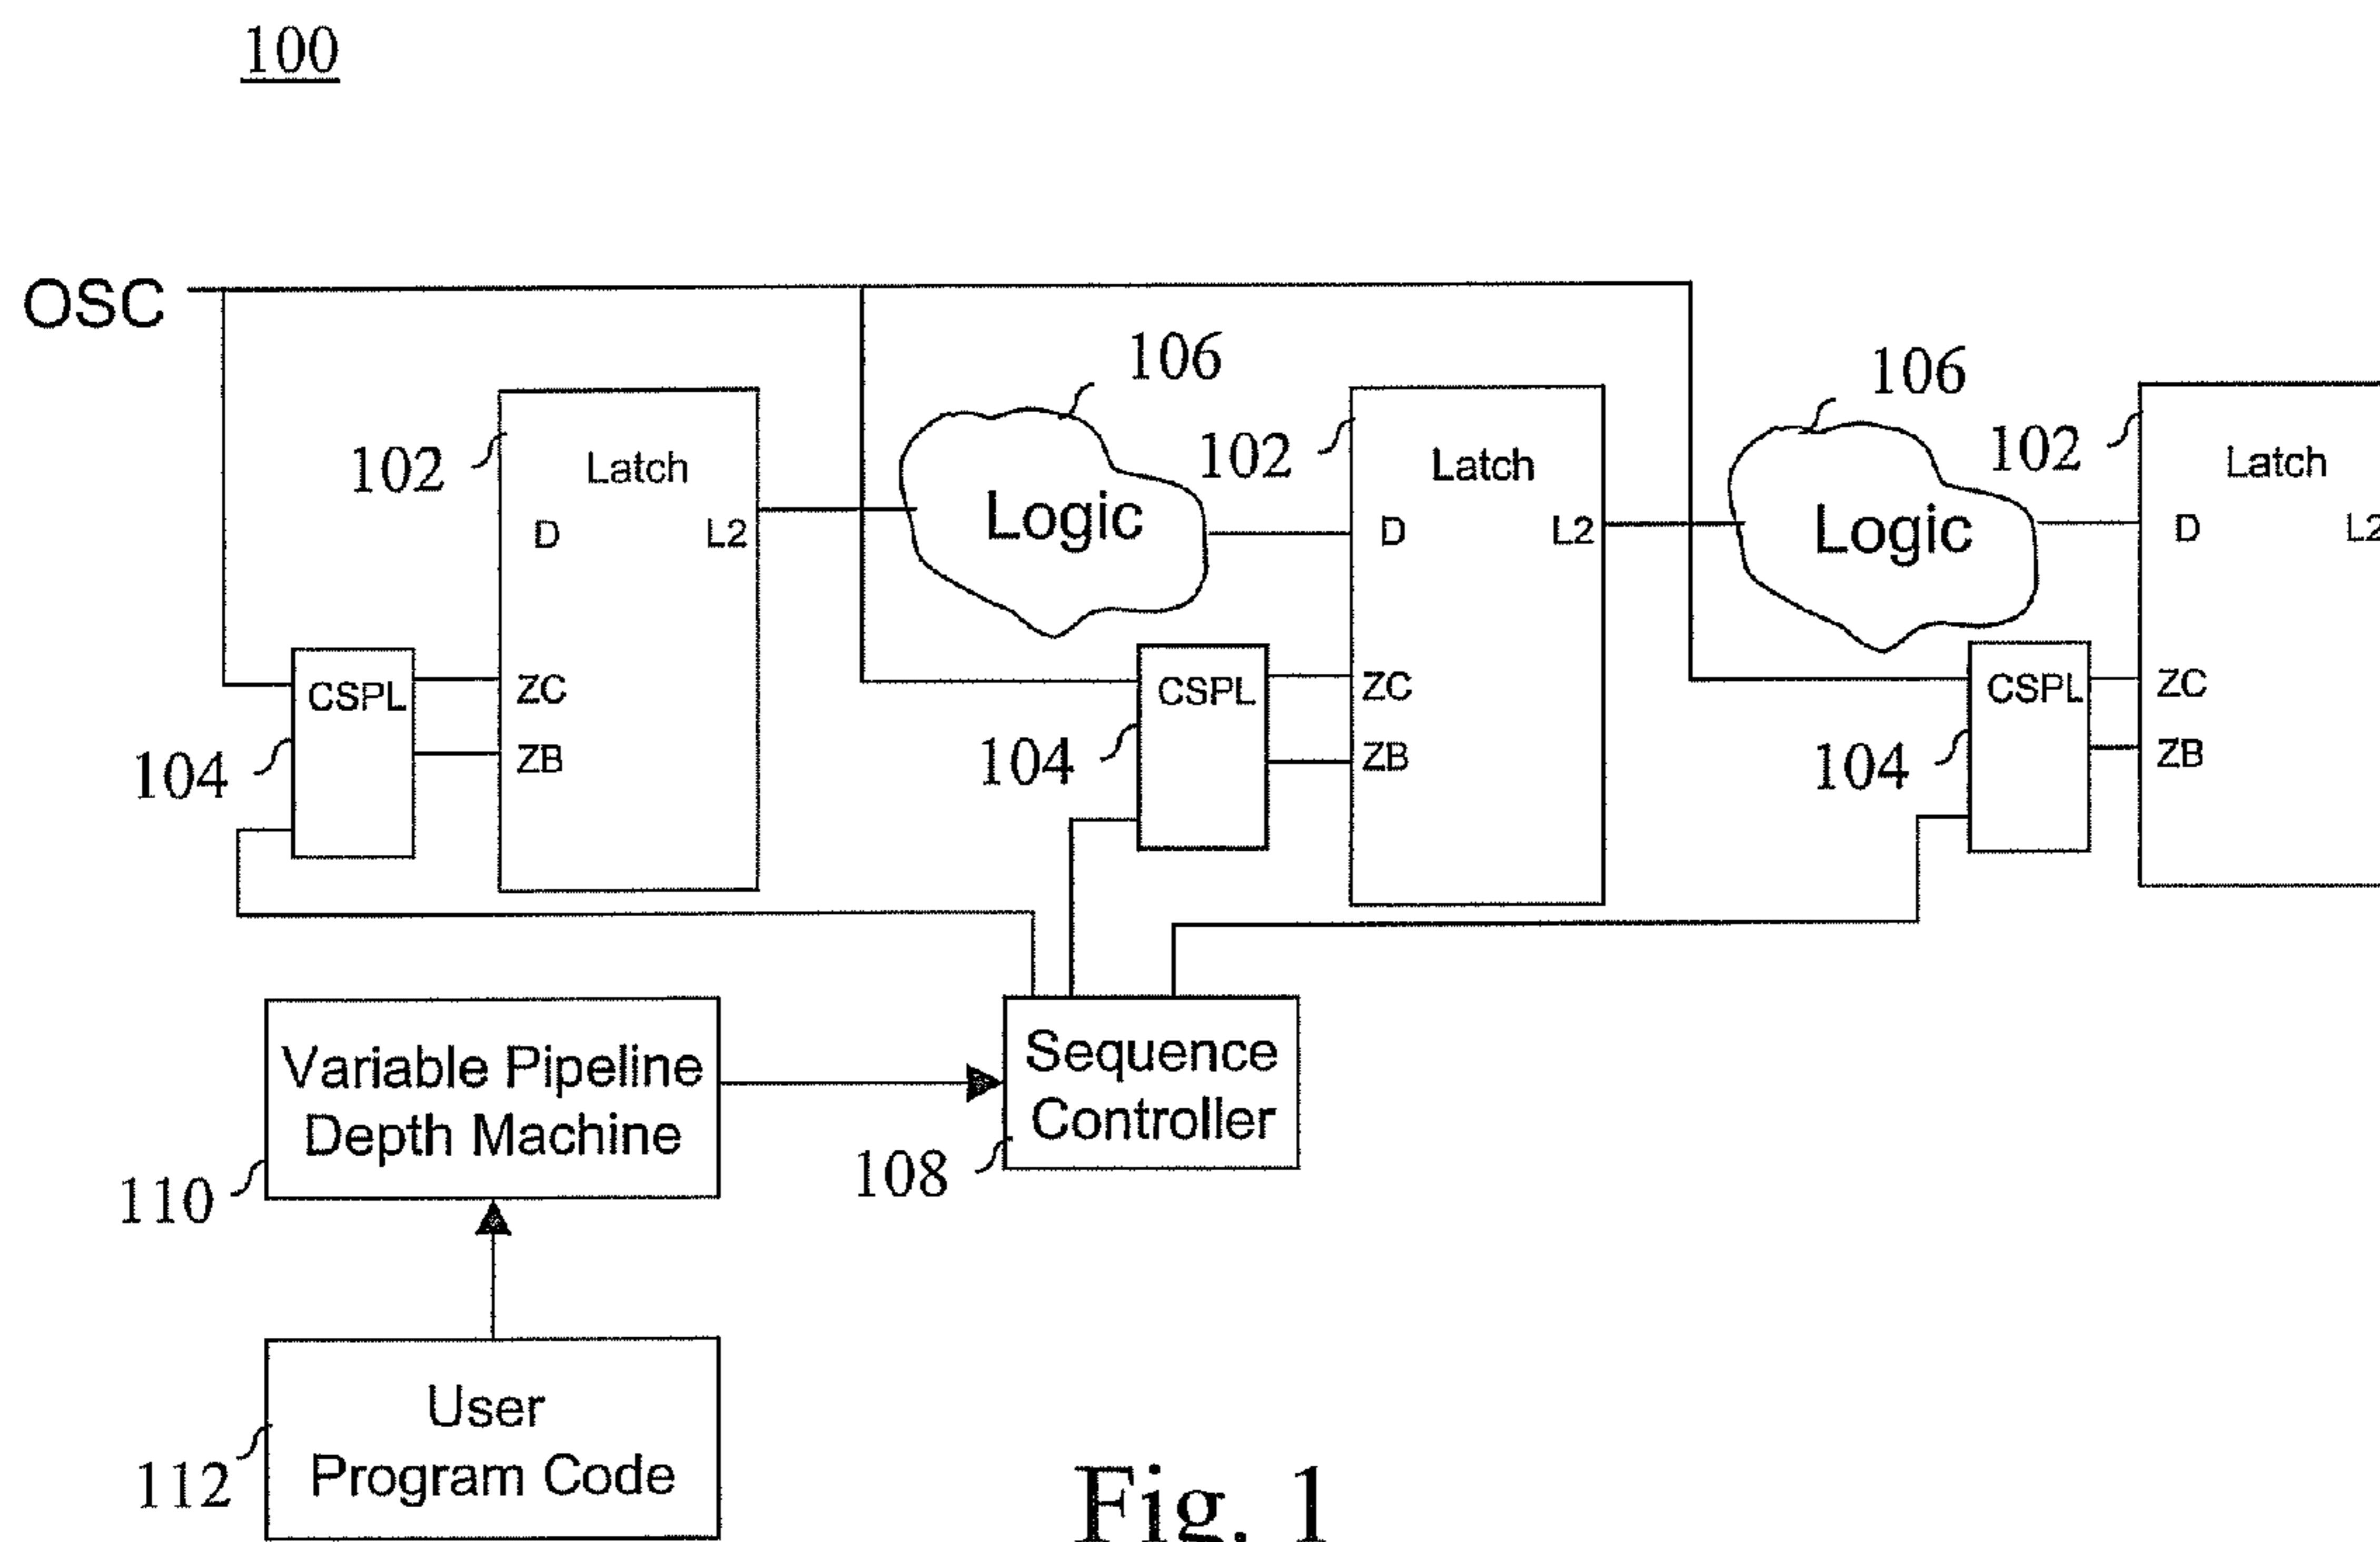 100
OSC
106
106
102
Latch
D
L2
Logic
102
Latch
D
L2
Logic
102
Latch
D
L2
CSPL
ZC
ZB
104
CSPL
ZC
ZB
104
CSPL
ZC
ZB
104
Variable Pipeline
Depth Machine
110
Sequence
Controller
108
User
Program Code
112
Fig. 1